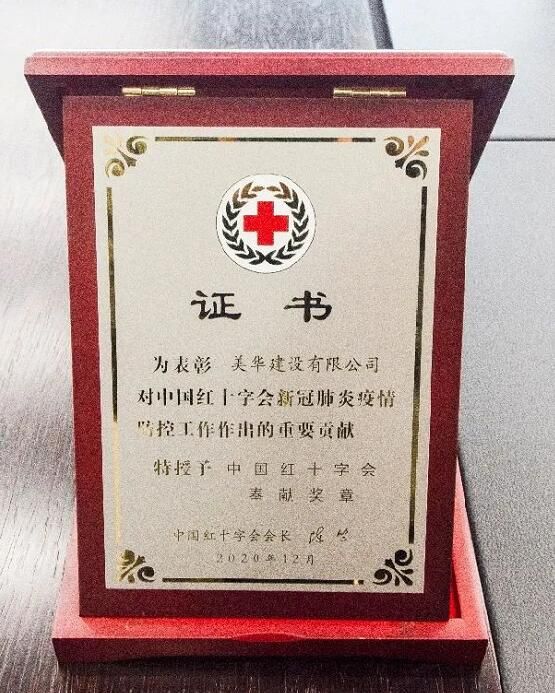 证书
为表彰 美华建设有限公司
对中国红十字会新冠肺炎疫情
防控工作作出的重要贡献
特授予 中国红十字会
奉献奖章
中国红十字会会长 陈竺
2020年12月